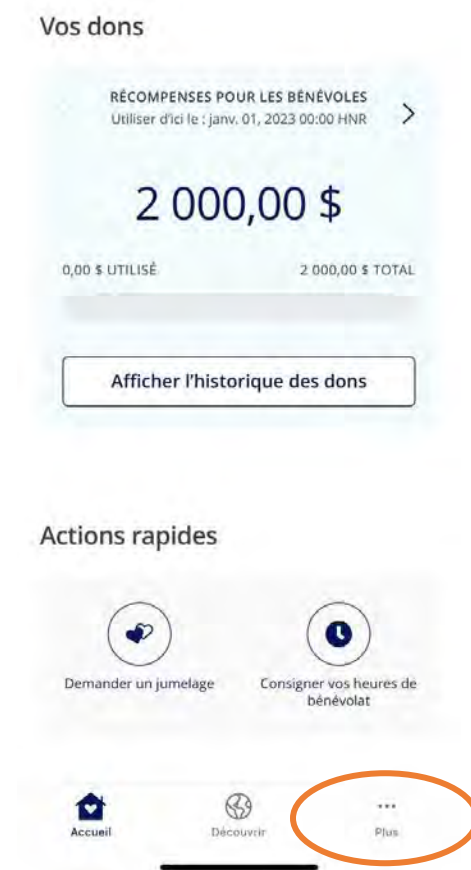 Vos dons
RÉCOMPENSES POUR LES BÉNÉVOLES
Utiliser d'ici le : janv. 01, 2023 00:00 HNR
2 000,00 $
0,00 $ UTILISÉ 2 000,00 $ TOTAL
Afficher l'historique des dons
Actions rapides
Demander un jumelage
Consigner vos heures de
bénévolat
Accueil Découvrir Plus